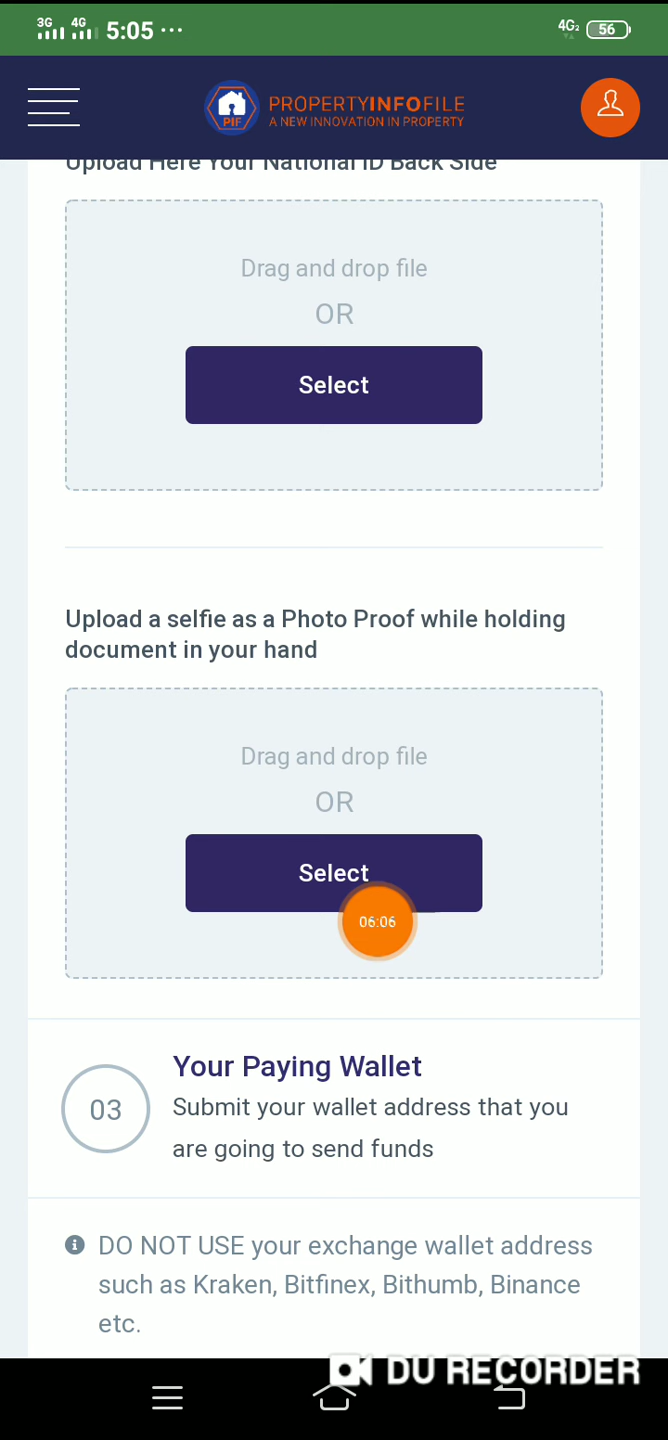 3G 4G 5:05 ... 4G2 56
PROPERTYINFOFILE
PIF
A NEW INNOVATION IN PROPERTY
Upload Here Your National ID Back Side
Drag and drop file
OR
Select
Upload a selfie as a Photo Proof while holding
document in your hand
Drag and drop file
OR
Select
06:06
03
Your Paying Wallet
Submit your wallet address that you
are going to send funds
DO NOT USE your exchange wallet address
such as Kraken, Bitfinex, Bithumb, Binance
etc.
DU RECORDER